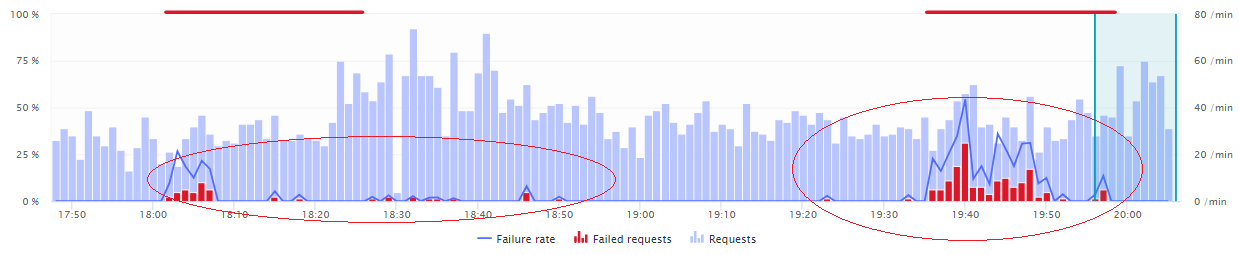 100 % 80 /min
75 % 60 /min
50 % 40 /min
25 % 20 /min
0 % 0 /min
17:50 18:00 18:10 18:20 18:30 18:40 18:50 19:00 19:10 19:20 19:30 19:40 19:50 20:00
Failure rate Failed requests Requests